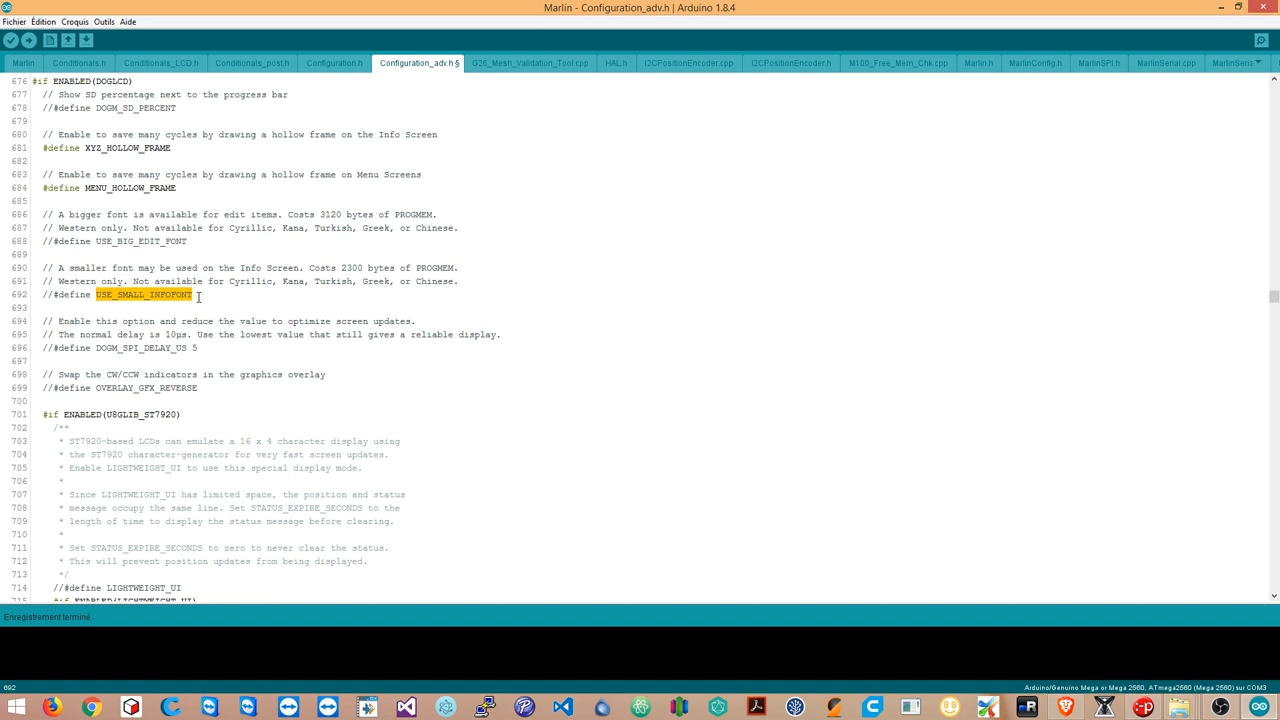 Marlin - Configuration_adv.h | Arduino 1.8.4
Fichier Édition Croquis Outils Aide
Marlin Conditionals.h Conditionals_LCD.h Conditionals_post.h Configuration.h Configuration_adv.h § G26_Mesh_Validation_Tool.cpp HAL.h I2CPositionEncoder.cpp I2CPositionEncoder.h M100_Free_Mem_Chk.cpp Marlin.h MarlinConfig.h MarlinSPI.h MarlinSerial.cpp MarlinSeria
676 #if ENABLED(DOGLCD)
677 // Show SD percentage next to the progress bar
678 //#define DOGM_SD_PERCENT
679
680 // Enable to save many cycles by drawing a hollow frame on the Info Screen
681 #define XYZ_HOLLOW_FRAME
682
683 // Enable to save many cycles by drawing a hollow frame on Menu Screens
684 #define MENU_HOLLOW_FRAME
685
686 // A bigger font is available for edit items. Costs 3120 bytes of PROGMEM.
687 // Western only. Not available for Cyrillic, Kana, Turkish, Greek, or Chinese.
688 //#define USE_BIG_EDIT_FONT
689
690 // A smaller font may be used on the Info Screen. Costs 2300 bytes of PROGMEM.
691 // Western only. Not available for Cyrillic, Kana, Turkish, Greek, or Chinese.
692 //#define USE_SMALL_INFOFONT
693
694 // Enable this option and reduce the value to optimize screen updates.
695 // The normal delay is 10µs. Use the lowest value that still gives a reliable display.
696 //#define DOGM_SPI_DELAY_US 5
697
698 // Swap the CW/CCW indicators in the graphics overlay
699 //#define OVERLAY_GFX_REVERSE
700
701 #if ENABLED(U8GLIB_ST7920)
702 /**
703 * ST7920-based LCDs can emulate a 16 x 4 character display using
704 * the ST7920 character-generator for very fast screen updates.
705 * Enable LIGHTWEIGHT_UI to use this special display mode.
706 *
707 * Since LIGHTWEIGHT_UI has limited space, the position and status
708 * message occupy the same line. Set STATUS_EXPIRE_SECONDS to the
709 * length of time to display the status message before clearing.
710 *
711 * Set STATUS_EXPIRE_SECONDS to zero to never clear the status.
712 * This will prevent position updates from being displayed.
713 */
714 //#define LIGHTWEIGHT_UI
715 #if ENABLED(LIGHTWEIGHT_UI)
Enregistrement terminé.
692
Arduino/Genuino Mega or Mega 2560, ATmega2560 (Mega 2560) sur COM3